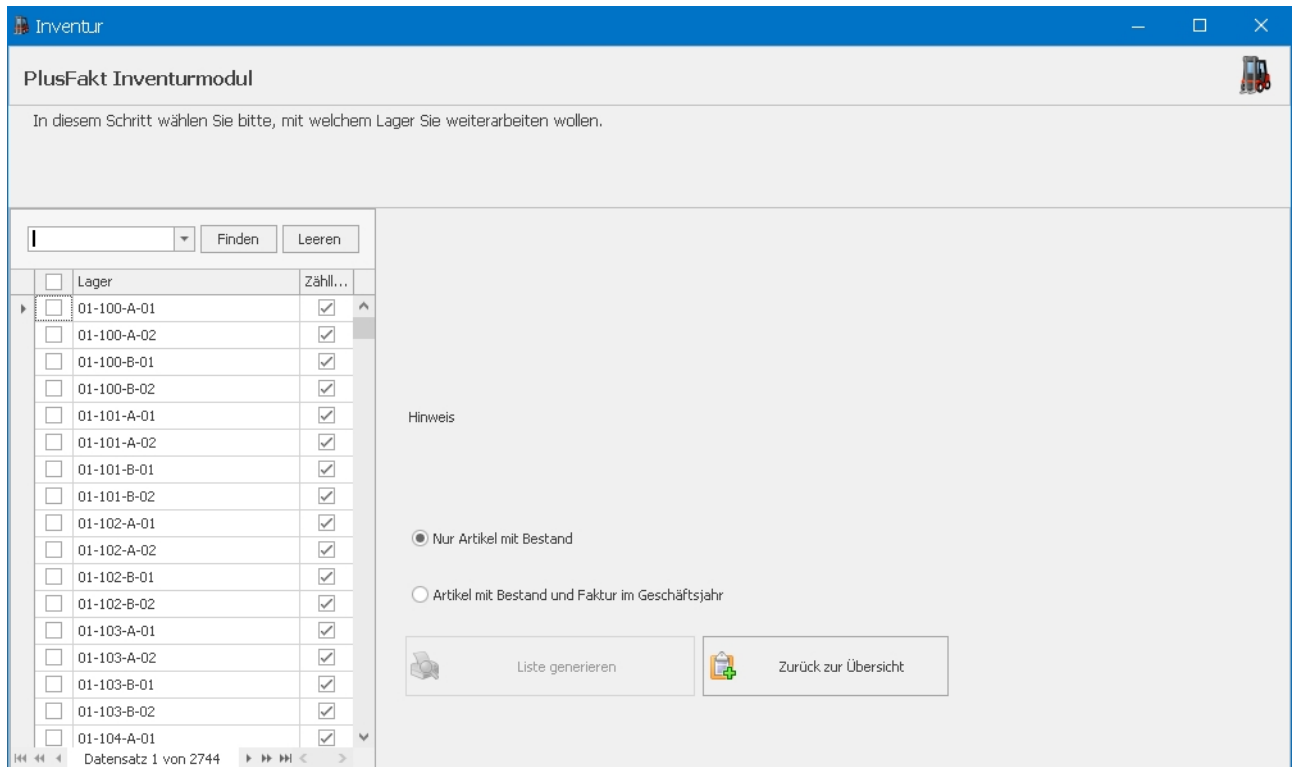 Inventur
PlusFakt Inventurmodul
In diesem Schritt wählen Sie bitte, mit welchem Lager Sie weiterarbeiten wollen.
Finden Leeren
Lager Zähll...
01-100-A-01
01-100-A-02
01-100-B-01
01-100-B-02
01-101-A-01
01-101-A-02
01-101-B-01
01-101-B-02
01-102-A-01
01-102-A-02
01-102-B-01
01-102-B-02
01-103-A-01
01-103-A-02
01-103-B-01
01-103-B-02
01-104-A-01
Datensatz 1 von 2744
Hinweis
Nur Artikel mit Bestand
Artikel mit Bestand und Faktur im Geschäftsjahr
Liste generieren Zurück zur Übersicht